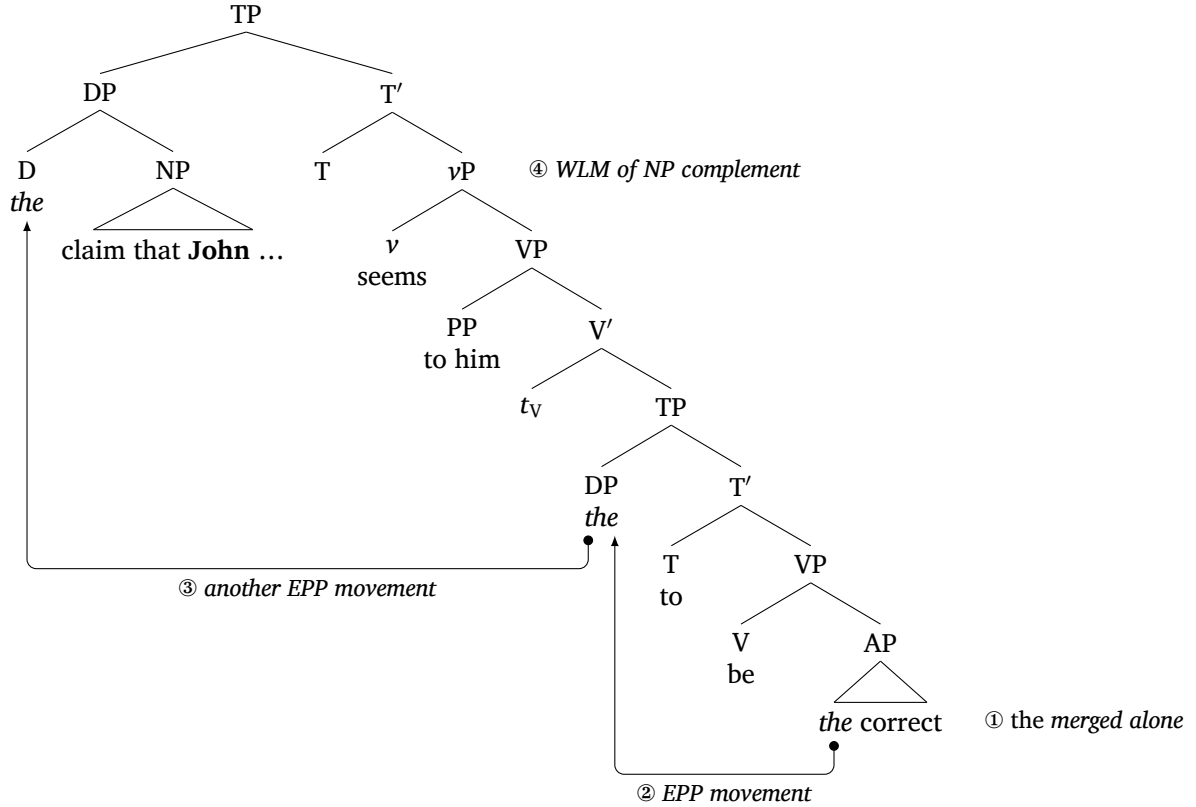 TP
DP T′
D NP T vP ④ WLM of NP complement
the
claim that John … v VP
seems
PP V′
to him
tV TP
DP T′
the
③ another EPP movement T VP
to
V AP
be
the correct ① the merged alone
② EPP movement